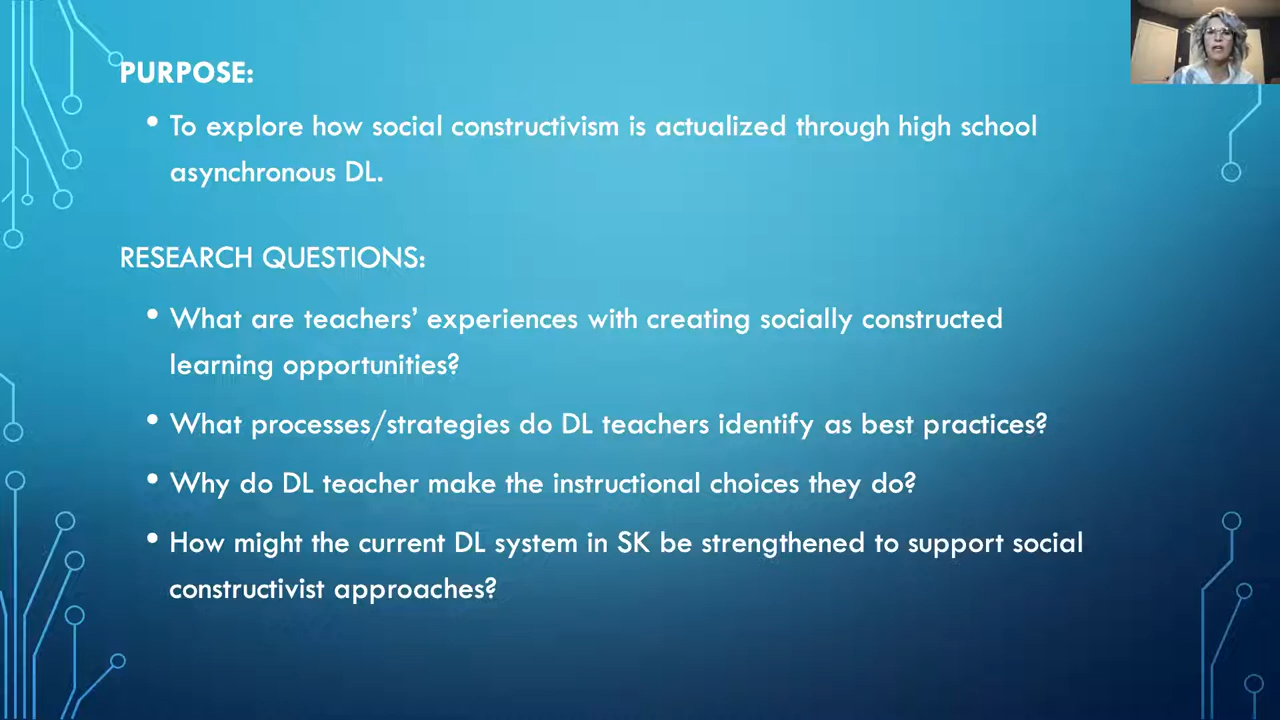 PURPOSE:
• To explore how social constructivism is actualized through high school
asynchronous DL.
RESEARCH QUESTIONS:
• What are teachers’ experiences with creating socially constructed
learning opportunities?
• What processes/strategies do DL teachers identify as best practices?
• Why do DL teacher make the instructional choices they do?
• How might the current DL system in SK be strengthened to support social
constructivist approaches?